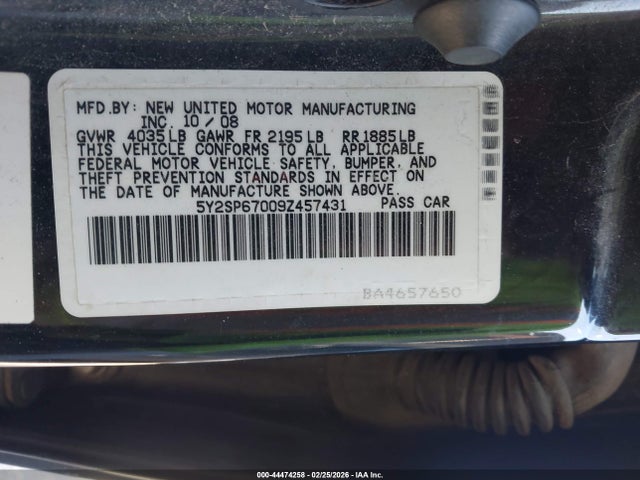 MFD.BY: NEW UNITED MOTOR MANUFACTURING
INC. 10 / 08
GVWR 4035LB GAWR FR 2195LB RR1885LB
THIS VEHICLE CONFORMS TO ALL APPLICABLE
FEDERAL MOTOR VEHICLE SAFETY, BUMPER, AND
THEFT PREVENTION STANDARDS IN EFFECT ON
THE DATE OF MANUFACTURE SHOWN ABOVE.
5Y2SP67009Z457431 PASS CAR
BA4657650
000-44474258 - 02/25/2026 - IAA Inc.